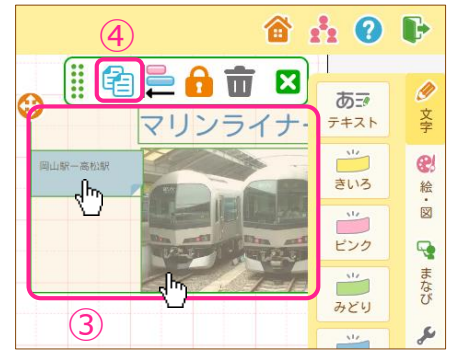 ④
?
マリンライナー
岡山駅ー高松駅
③
あ
テキスト
きいろ
ピンク
みどり
文字
絵・図
まなび